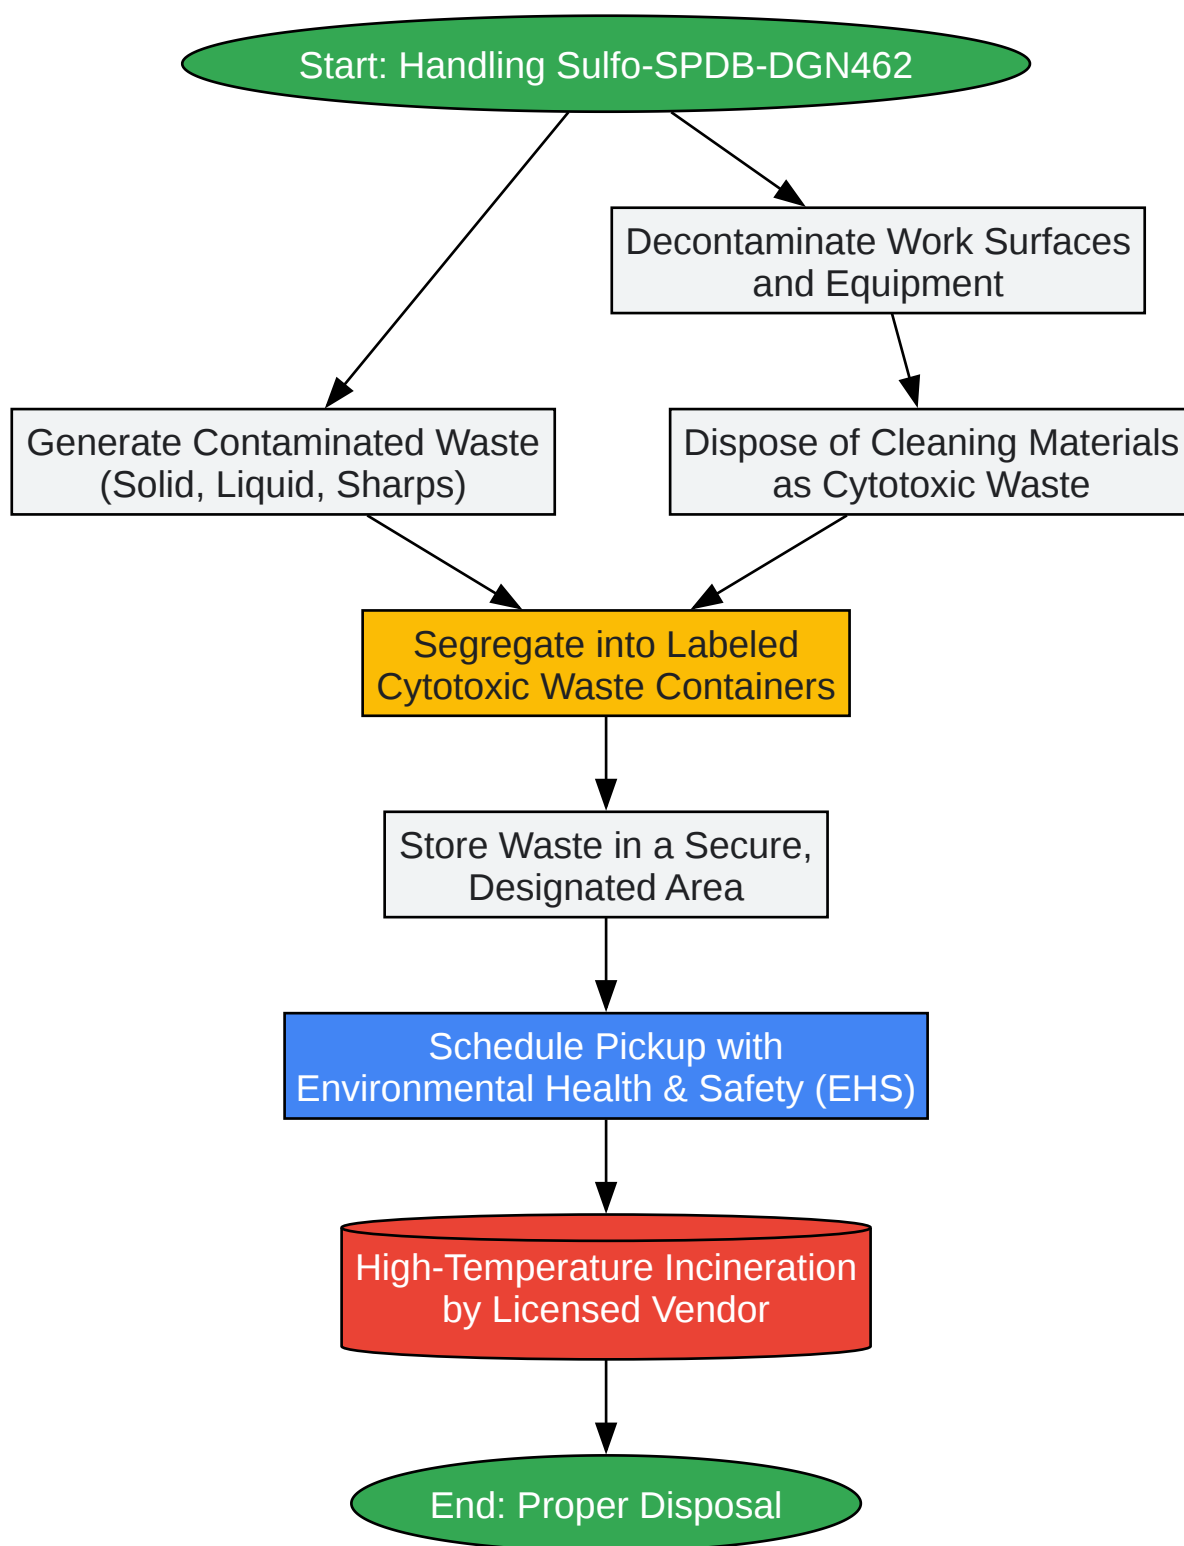 Start: Handling Sulfo-SPDB-DGN462
Decontaminate Work Surfaces
and Equipment
Generate Contaminated Waste
(Solid, Liquid, Sharps)
Dispose of Cleaning Materials
as Cytotoxic Waste
Segregate into Labeled
Cytotoxic Waste Containers
Store Waste in a Secure,
Designated Area
Schedule Pickup with
Environmental Health & Safety (EHS)
High-Temperature Incineration
by Licensed Vendor
End: Proper Disposal